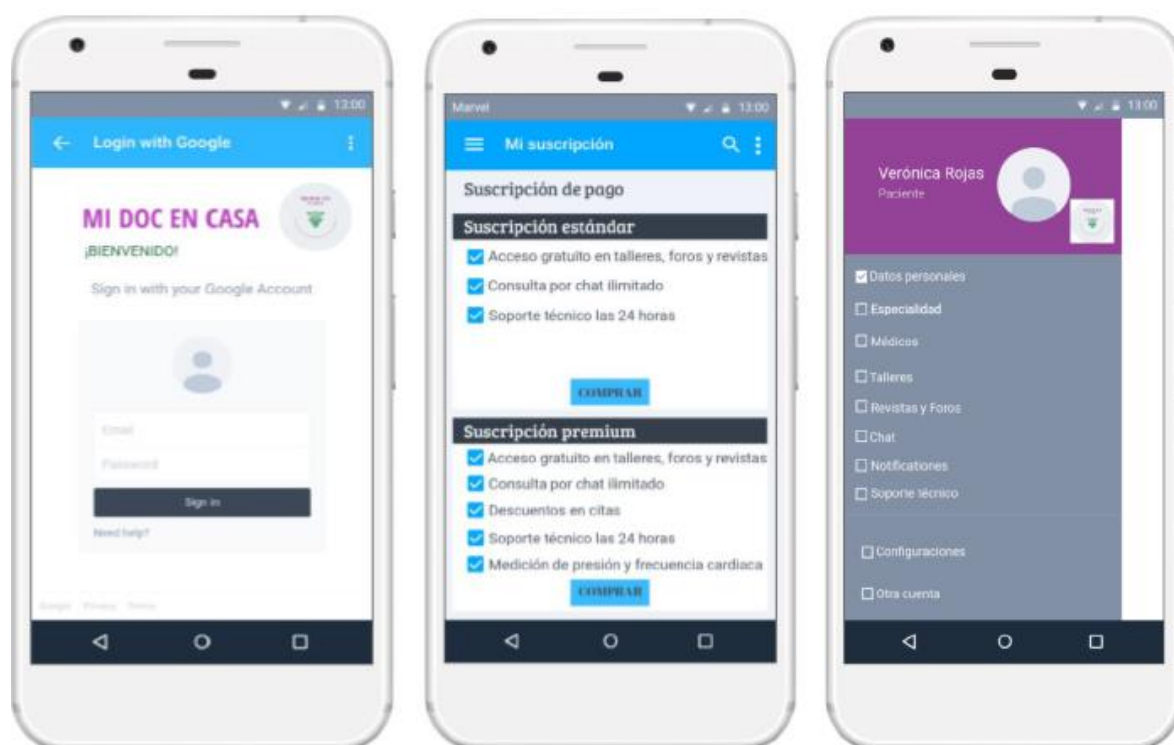 13:00
Login with Google
MI DOC EN CASA
¡BIENVENIDO!
Sign in with your Google Account
Email
Password
Sign in
Need help?
Google Privacy Terms
Marvel 13:00
Mi suscripción
Suscripción de pago
Suscripción estándar
Acceso gratuito en talleres, foros y revistas
Consulta por chat ilimitado
Soporte técnico las 24 horas
COMPRAR
Suscripción premium
Acceso gratuito en talleres, foros y revistas
Consulta por chat ilimitado
Descuentos en citas
Soporte técnico las 24 horas
Medición de presión y frecuencia cardiaca
COMPRAR
13:00
Verónica Rojas
Paciente
Datos personales
Especialidad
Médicos
Talleres
Revistas y Foros
Chat
Notificationes
Soporte técnico
Configuraciones
Otra cuenta